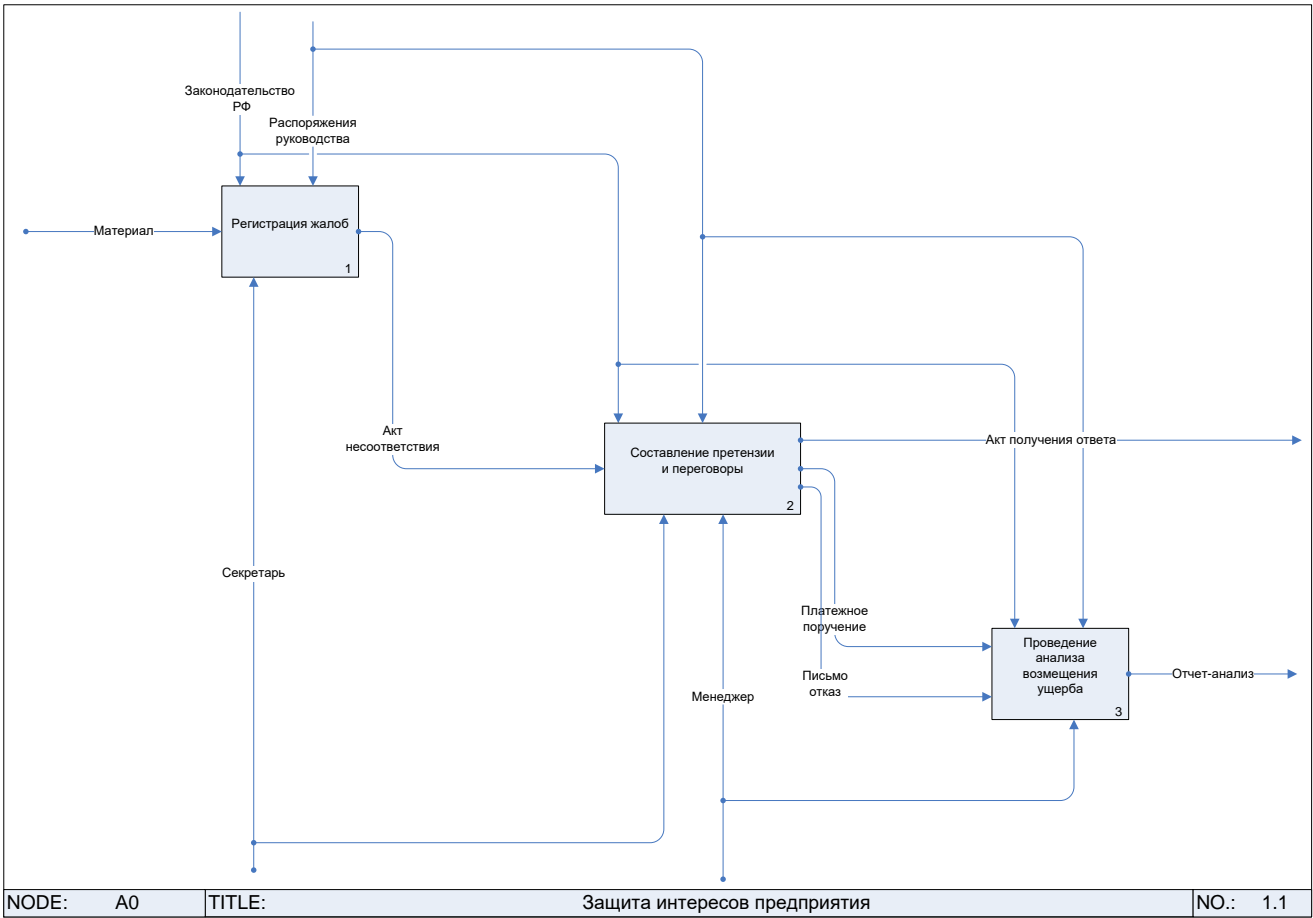 Законодательство
РФ
Распоряжения
руководства
Материал
Регистрация жалоб
1
Акт
несоответствия
Составление претензии
и переговоры
2
Акт получения ответа
Секретарь
Платежное
поручение
Письмо
отказ
Менеджер
Проведение
анализа
возмещения
ущерба
3
Отчет-анализ
NODE: A0 TITLE: Защита интересов предприятия NO.: 1.1